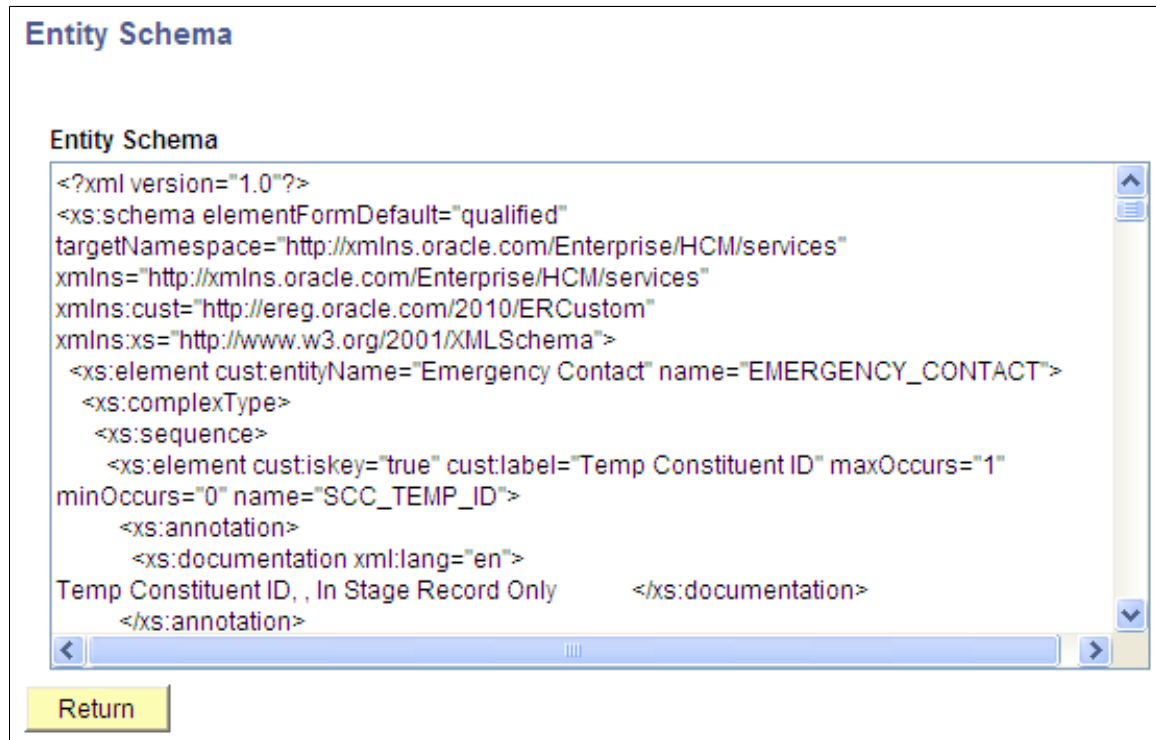 Entity Schema
Entity Schema
<?xml version="1.0"?>
<xs:schema elementFormDefault="qualified"
targetNamespace="http://xmlns.oracle.com/Enterprise/HCM/services"
xmlns="http://xmlns.oracle.com/Enterprise/HCM/services"
xmlns:cust="http://ereg.oracle.com/2010/ERCustom"
xmlns:xs="http://www.w3.org/2001/XMLSchema">
<xs:element cust:entityName="Emergency Contact" name="EMERGENCY_CONTACT">
<xs:complexType>
<xs:sequence>
<xs:element cust:iskey="true" cust:label="Temp Constituent ID" maxOccurs="1"
minOccurs="0" name="SCC_TEMP_ID">
<xs:annotation>
<xs:documentation xml:lang="en">
Temp Constituent ID, , In Stage Record Only </xs:documentation>
</xs:annotation>
Return